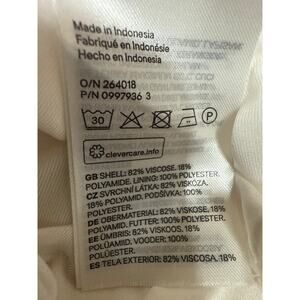 Made in Indonesia
Fabriqué en Indonésie
Hecho en Indonesia
O/N 264018
P/N 0997936 3
30
P
clevercare.info
GB SHELL: 82% VISCOSE. 18%
POLYAMIDE. LINING: 100% POLYESTER.
CZ SVRCHNÍ LÁTKA: 82% VISKÓZA.
18% POLYAMID. PODŠÍVKA: 100%
POLYESTER.
DE OBERMATERIAL: 82% VISKOSE. 18%
POLYAMID. FUTTER: 100% POLYESTER.
EE ÜMBRIS: 82% VISKOOS. 18%
POLÜAMIID. VOODER: 100%
POLÜESTER.
ES TELA EXTERIOR: 82% VISCOSA. 18%